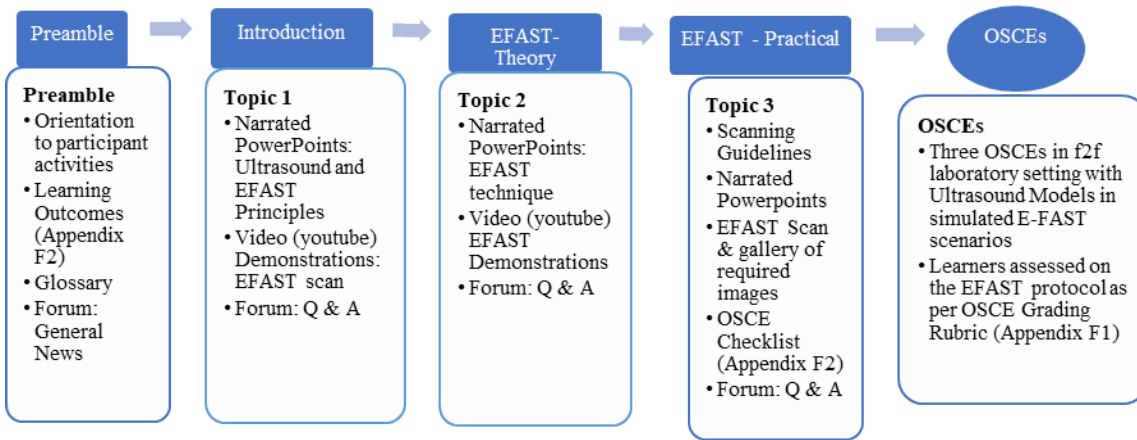 Preamble
Introduction
EFAST-
Theory
EFAST - Practical
OSCEs
Preamble
• Orientation
to participant
activities
• Learning
Outcomes
(Appendix
F2)
• Glossary
• Forum:
General
News
Topic 1
• Narrated
PowerPoints:
Ultrasound and
EFAST
Principles
• Video (youtube)
Demonstrations:
EFAST scan
• Forum: Q & A
Topic 2
• Narrated
PowerPoints:
EFAST
technique
• Video (youtube)
EFAST
Demonstrations
• Forum: Q & A
Topic 3
• Scanning
Guidelines
• Narrated
Powerpoints
• EFAST Scan
& gallery of
required
images
• OSCE
Checklist
(Appendix F2)
• Forum: Q & A
OSCEs
• Three OSCEs in f2f
laboratory setting with
Ultrasound Models in
simulated E-FAST
scenarios
• Learners assessed on
the EFAST protocol as
per OSCE Grading
Rubric (Appendix F1)